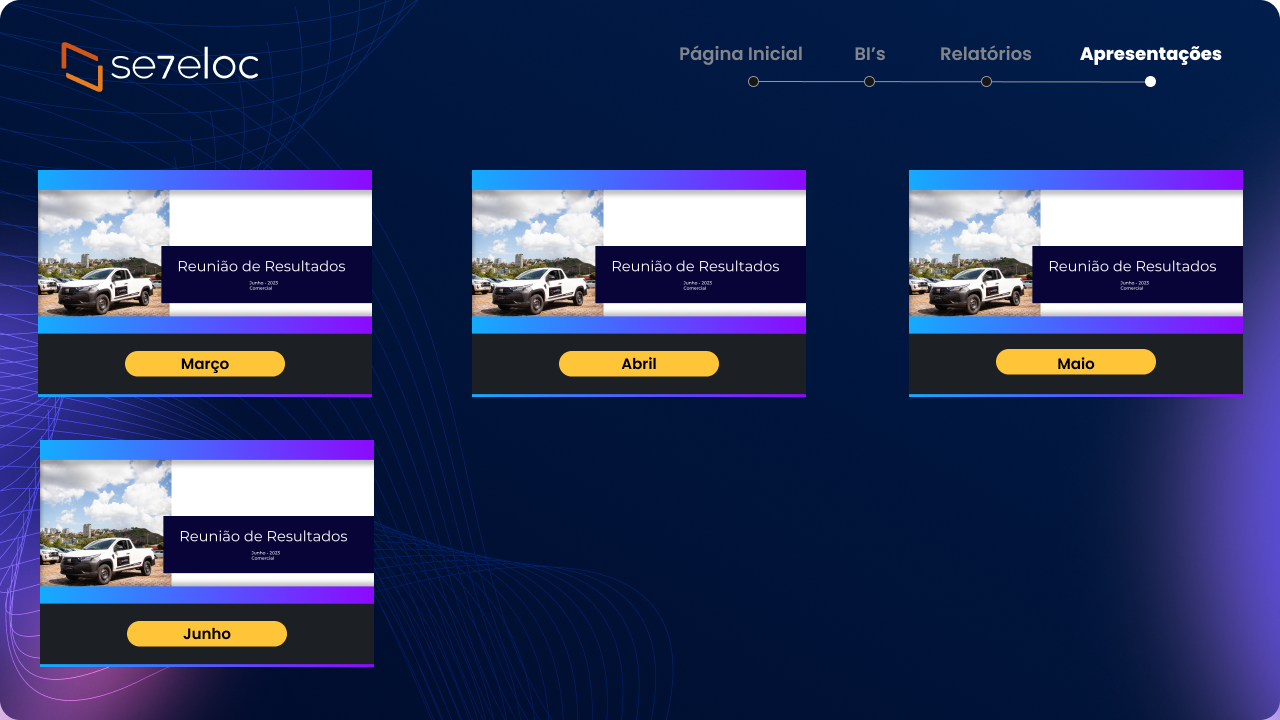 se7eloc
Página Inicial
BI’s
Relatórios
Apresentações
Reunião de Resultados
Junho - 2023
Comercial
Março
Reunião de Resultados
Junho - 2023
Comercial
Abril
Reunião de Resultados
Junho - 2023
Comercial
Maio
Reunião de Resultados
Junho - 2023
Comercial
Junho